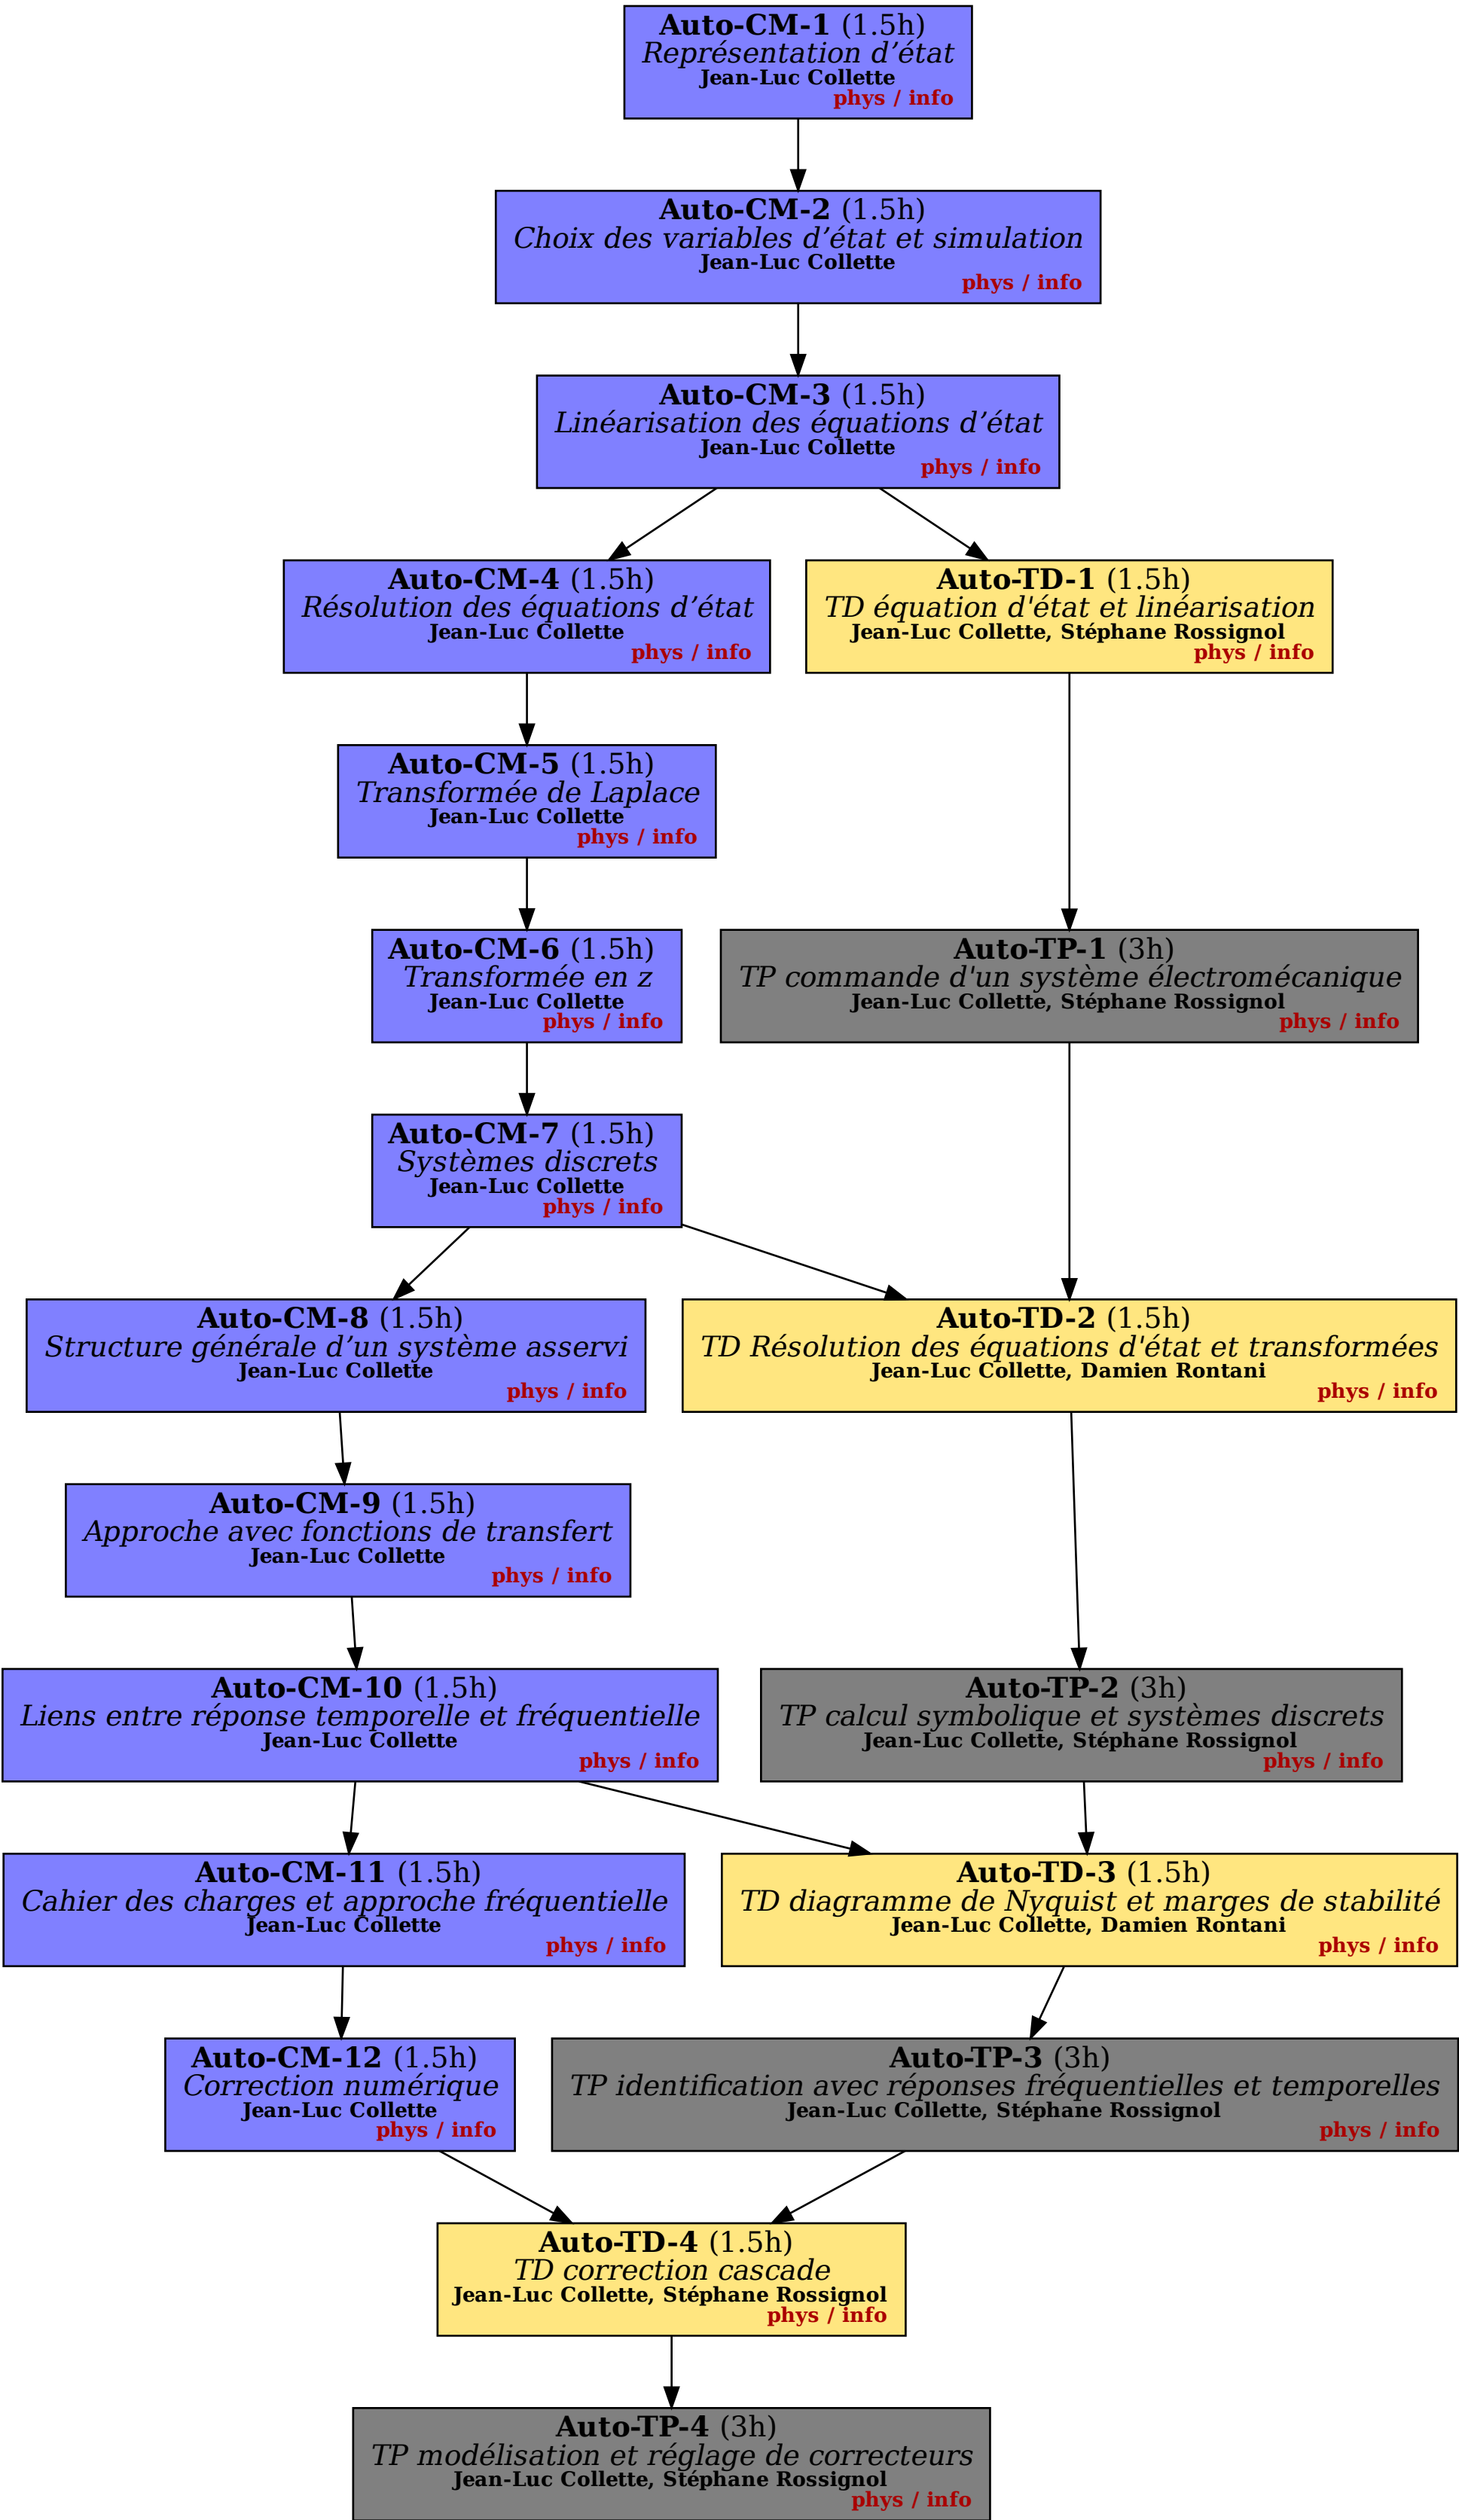 Auto-CM-1 (1.5h)
Représentation d’état
Jean-Luc Collette
phys / info
Auto-CM-2 (1.5h)
Choix des variables d’état et simulation
Jean-Luc Collette
phys / info
Auto-CM-3 (1.5h)
Linéarisation des équations d’état
Jean-Luc Collette
phys / info
Auto-CM-4 (1.5h)
Résolution des équations d’état
Jean-Luc Collette
phys / info
Auto-TD-1 (1.5h)
TD équation d'état et linéarisation
Jean-Luc Collette, Stéphane Rossignol
phys / info
Auto-CM-5 (1.5h)
Transformée de Laplace
Jean-Luc Collette
phys / info
Auto-CM-6 (1.5h)
Transformée en z
Jean-Luc Collette
phys / info
Auto-TP-1 (3h)
TP commande d'un système électromécanique
Jean-Luc Collette, Stéphane Rossignol
phys / info
Auto-CM-7 (1.5h)
Systèmes discrets
Jean-Luc Collette
phys / info
Auto-CM-8 (1.5h)
Structure générale d’un système asservi
Jean-Luc Collette
phys / info
Auto-TD-2 (1.5h)
TD Résolution des équations d'état et transformées
Jean-Luc Collette, Damien Rontani
phys / info
Auto-CM-9 (1.5h)
Approche avec fonctions de transfert
Jean-Luc Collette
phys / info
Auto-CM-10 (1.5h)
Liens entre réponse temporelle et fréquentielle
Jean-Luc Collette
phys / info
Auto-TP-2 (3h)
TP calcul symbolique et systèmes discrets
Jean-Luc Collette, Stéphane Rossignol
phys / info
Auto-CM-11 (1.5h)
Cahier des charges et approche fréquentielle
Jean-Luc Collette
phys / info
Auto-TD-3 (1.5h)
TD diagramme de Nyquist et marges de stabilité
Jean-Luc Collette, Damien Rontani
phys / info
Auto-CM-12 (1.5h)
Correction numérique
Jean-Luc Collette
phys / info
Auto-TP-3 (3h)
TP identification avec réponses fréquentielles et temporelles
Jean-Luc Collette, Stéphane Rossignol
phys / info
Auto-TD-4 (1.5h)
TD correction cascade
Jean-Luc Collette, Stéphane Rossignol
phys / info
Auto-TP-4 (3h)
TP modélisation et réglage de correcteurs
Jean-Luc Collette, Stéphane Rossignol
phys / info